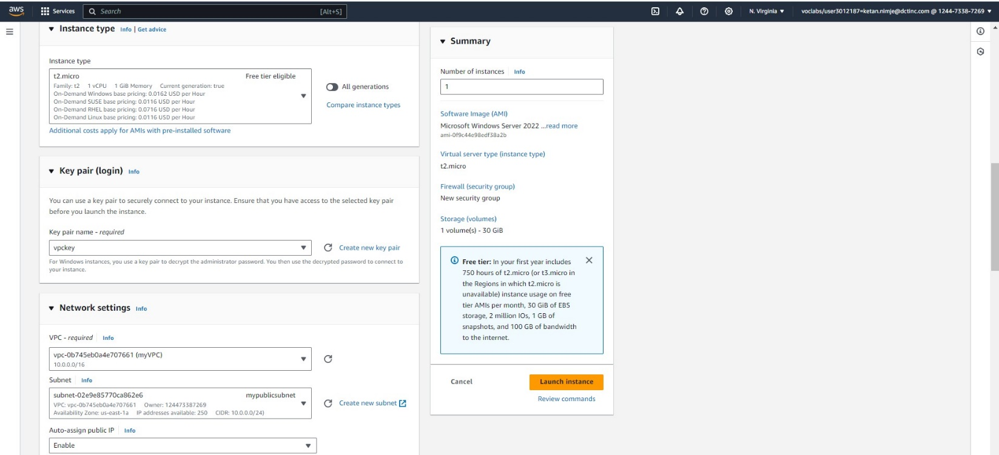 aws
Services
Search
[Alt+S]
N. Virginia
voclabs/user3012187=ketan.nimje@dctinc.com @ 1244-7338-7269
Instance type Info | Get advice
Instance type
t2.micro Free tier eligible
Family: t2 1 vCPU 1 GiB Memory Current generation: true
On-Demand Windows base pricing: 0.0162 USD per Hour
On-Demand SUSE base pricing: 0.0116 USD per Hour
On-Demand RHEL base pricing: 0.0716 USD per Hour
On-Demand Linux base pricing: 0.0116 USD per Hour
All generations
Compare instance types
Additional costs apply for AMIs with pre-installed software
Key pair (login) Info
You can use a key pair to securely connect to your instance. Ensure that you have access to the selected key pair
before you launch the instance.
Key pair name - required
vpckey
Create new key pair
For Windows instances, you use a key pair to decrypt the administrator password. You then use the decrypted password to connect to
your instance.
Network settings Info
VPC - required Info
vpc-0b745eb0a4e707661 (myVPC)
10.0.0.0/16
Subnet Info
subnet-02e9e85770ca862e6 mypublicsubnet
VPC: vpc-0b745eb0a4e707661 Owner: 124473387269
Availability Zone: us-east-1a IP addresses available: 250 CIDR: 10.0.0.0/24)
Create new subnet
Auto-assign public IP Info
Enable
Summary
Number of instances Info
1
Software Image (AMI)
Microsoft Windows Server 2022 ...read more
ami-0f9c44e98edf38a2b
Virtual server type (instance type)
t2.micro
Firewall (security group)
New security group
Storage (volumes)
1 volume(s) - 30 GiB
Free tier: In your first year includes
750 hours of t2.micro (or t3.micro in
the Regions in which t2.micro is
unavailable) instance usage on free
tier AMIs per month, 30 GiB of EBS
storage, 2 million IOs, 1 GB of
snapshots, and 100 GB of bandwidth
to the internet.
Cancel
Launch instance
Review commands